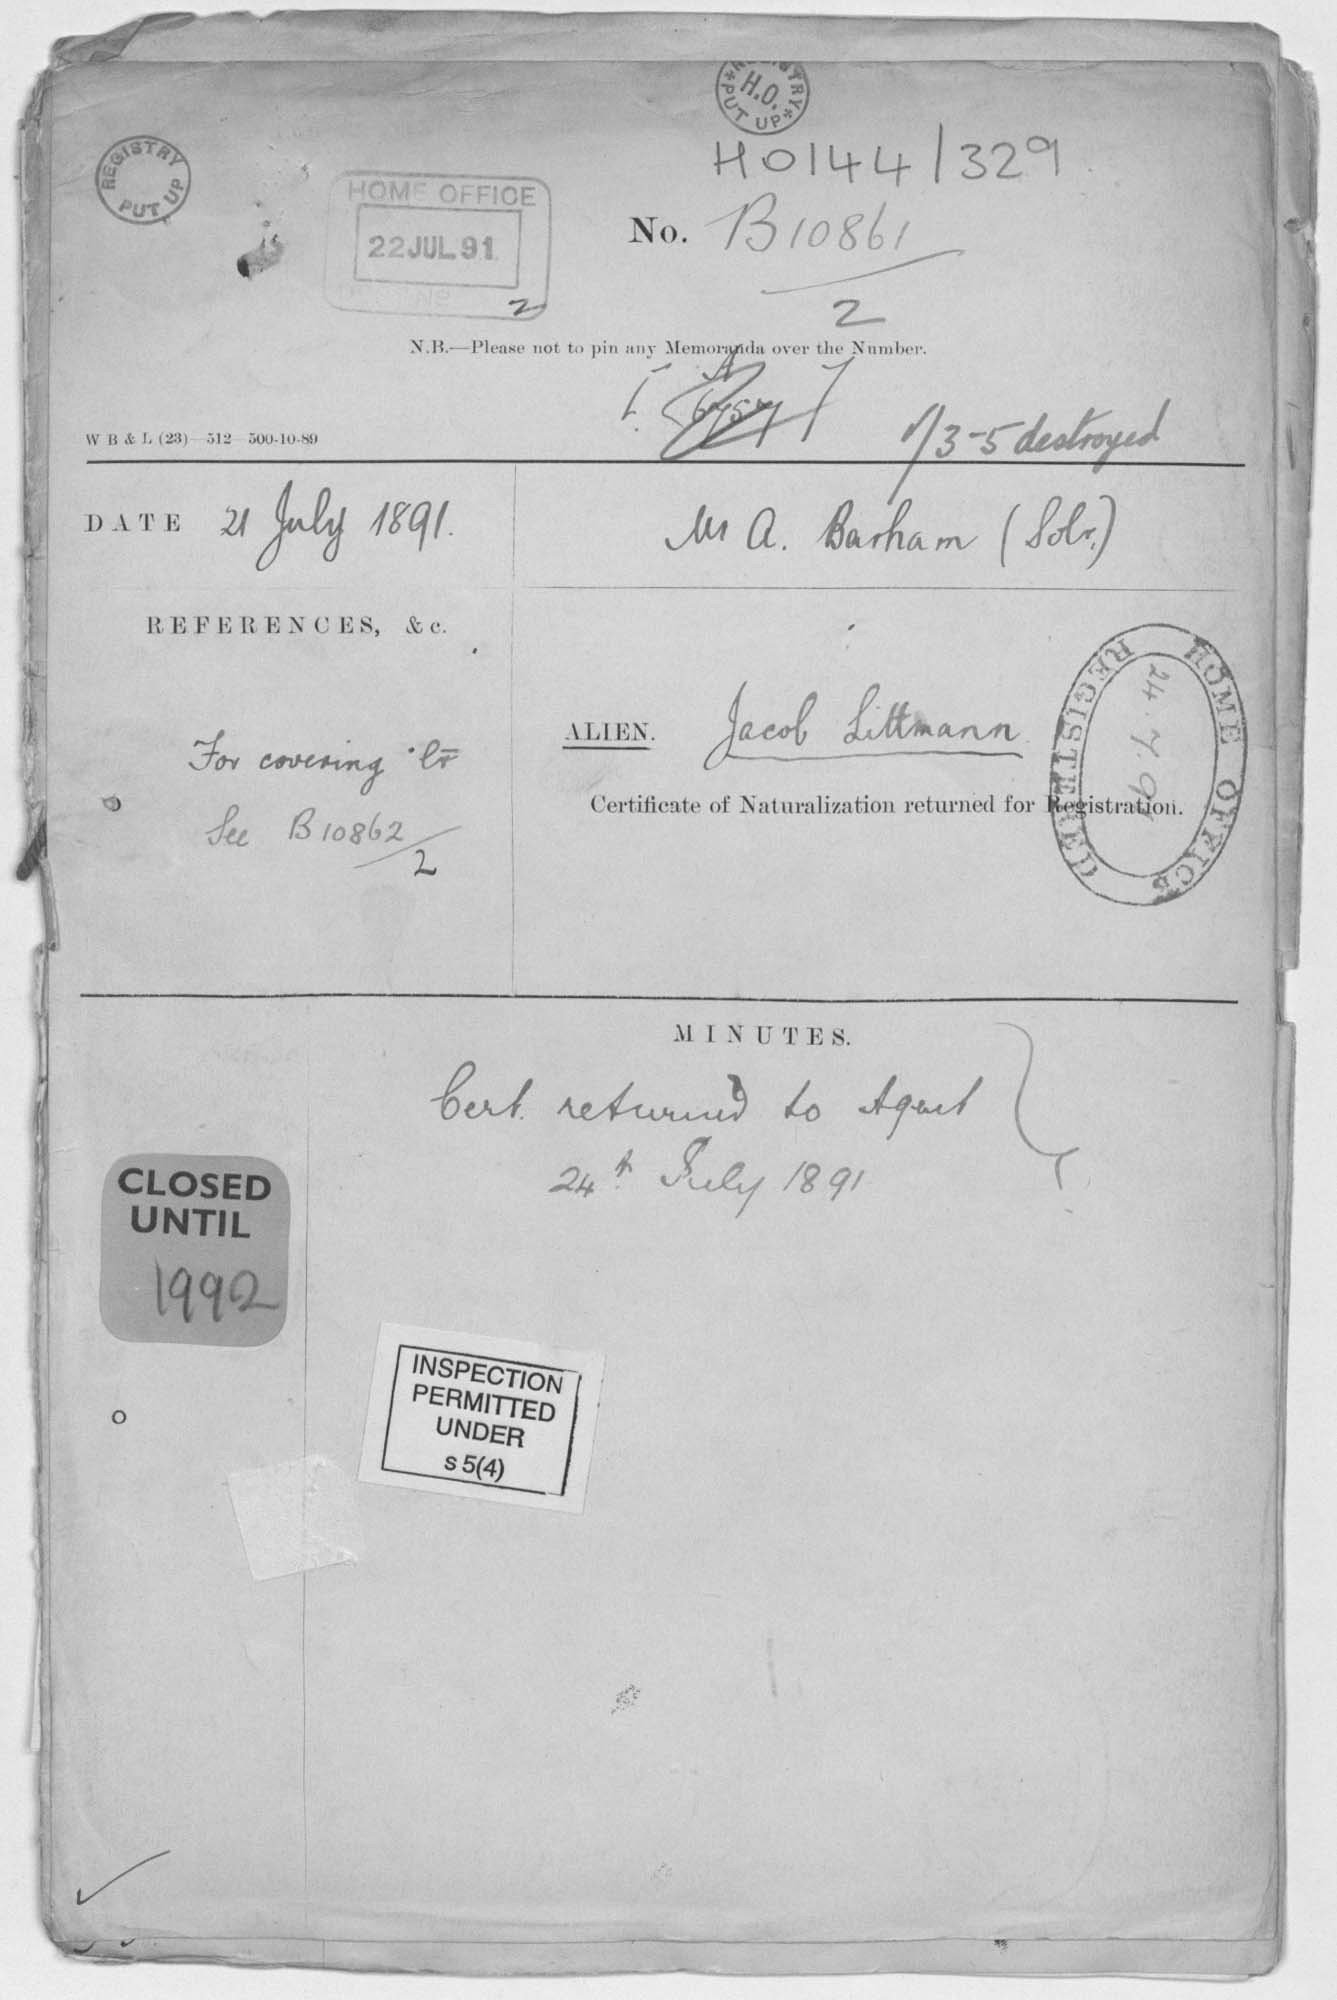 REGISTRY
H.O.
PUT UP
REGISTRY
PUT UP
HO144/329
HOME OFFICE
22 JUL. 91
No
2
No. B10861
2
N.B.—Please not to pin any Memoranda over the Number.
A
W B & L (23)—512—500-10-89
/3-5 destroyed
DATE 21 July 1891.
Mr A. Barham (Solr.)
REFERENCES, &c.
For covering lr
See B10862
2
ALIEN. Jacob Littmann
Certificate of Naturalization returned for Registration.
HOME OFFICE
24.7.91
REGISTERED
MINUTES.
Cert. returned to Agent
24th July 1891
CLOSED
UNTIL
1992
INSPECTION
PERMITTED
UNDER
s 5(4)